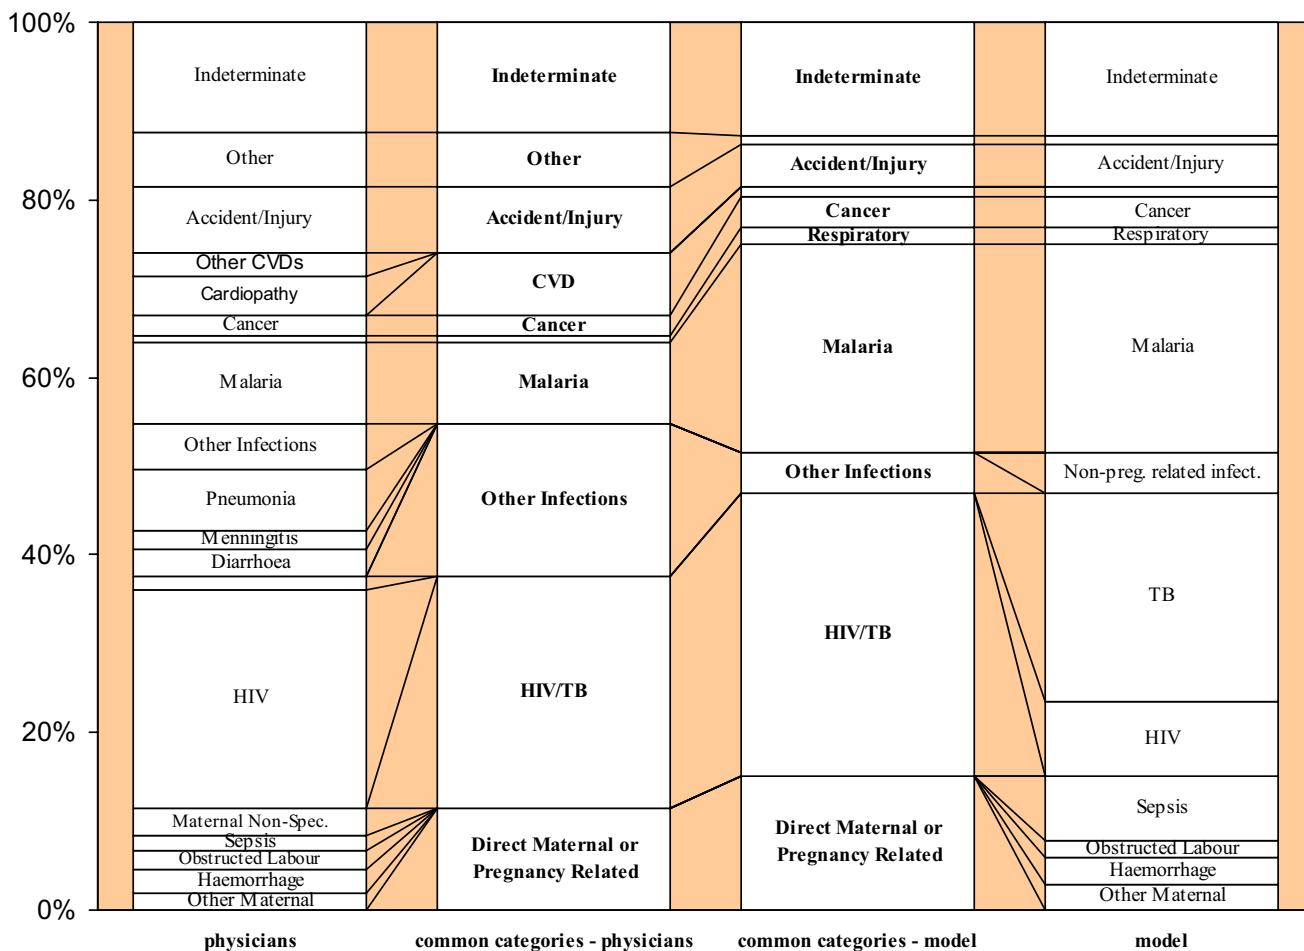 100%
80%
60%
40%
20%
0%
Indeterminate
Other
Accident/Injury
Other CVDs
Cardiopathy
Cancer
Malaria
Other Infections
Pneumonia
Menningitis
Diarrhoea
HIV
Maternal Non-Spec.
Sepsis
Obstructed Labour
Haemorrhage
Other Maternal
physicians
Indeterminate
Other
Accident/Injury
CVD
Cancer
Malaria
Other Infections
HIV/TB
Direct Maternal or
Pregnancy Related
common categories - physicians
Indeterminate
Accident/Injury
Cancer
Respiratory
Malaria
Other Infections
HIV/TB
Direct Maternal or
Pregnancy Related
common categories - model
Indeterminate
Accident/Injury
Cancer
Respiratory
Malaria
Non-preg. related infect.
TB
HIV
Sepsis
Obstructed Labour
Haemorrhage
Other Maternal
model